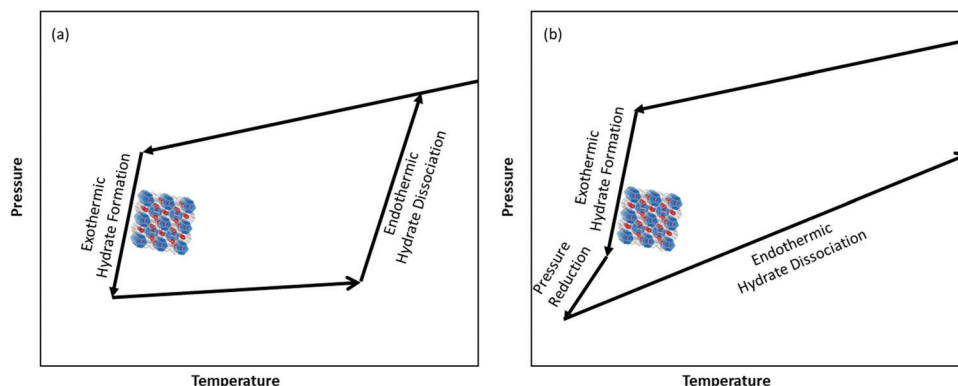 (a)
Pressure
Exothermic
Hydrate Formation
Endothermic
Hydrate Dissociation
Temperature
(b)
Pressure
Exothermic
Hydrate Formation
Pressure
Reduction
Endothermic
Hydrate Dissociation
Temperature